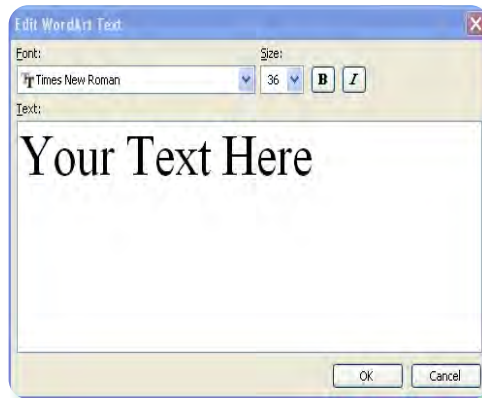 Edit WordArt Text
Font: Size:
Times New Roman 36 B I
Text:
Your Text Here
OK Cancel